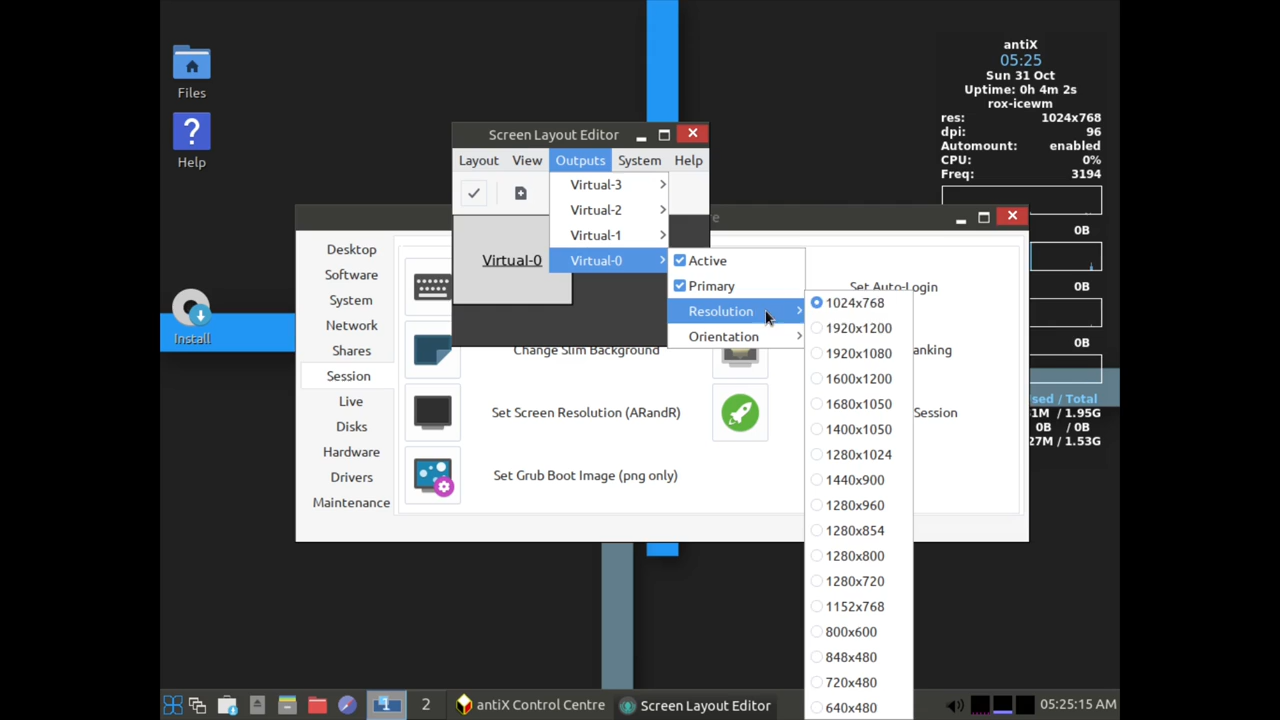 Files
Help
Install
antiX
05:25
Sun 31 Oct
Uptime: 0h 4m 2s
rox-icewm
res: 1024x768
dpi: 96
Automount: enabled
CPU: 0%
Freq: 3194
0B
0B
0B
sed / Total
1M / 1.95G
0B / 0B
27M / 1.53G
Screen Layout Editor
Layout View Outputs System Help
Virtual-3
Virtual-2
Virtual-1
Virtual-0
Virtual-0
Active
Primary
Resolution
Orientation
1024x768
1920x1200
1920x1080
1600x1200
1680x1050
1400x1050
1280x1024
1440x900
1280x960
1280x854
1280x800
1280x720
1152x768
800x600
848x480
720x480
640x480
Desktop
Software
System
Network
Shares
Session
Live
Disks
Hardware
Drivers
Maintenance
Set Auto-Login
Change Slim Background
anking
Set Screen Resolution (ARandR)
Session
Set Grub Boot Image (png only)
1 2 antiX Control Centre Screen Layout Editor 05:25:15 AM